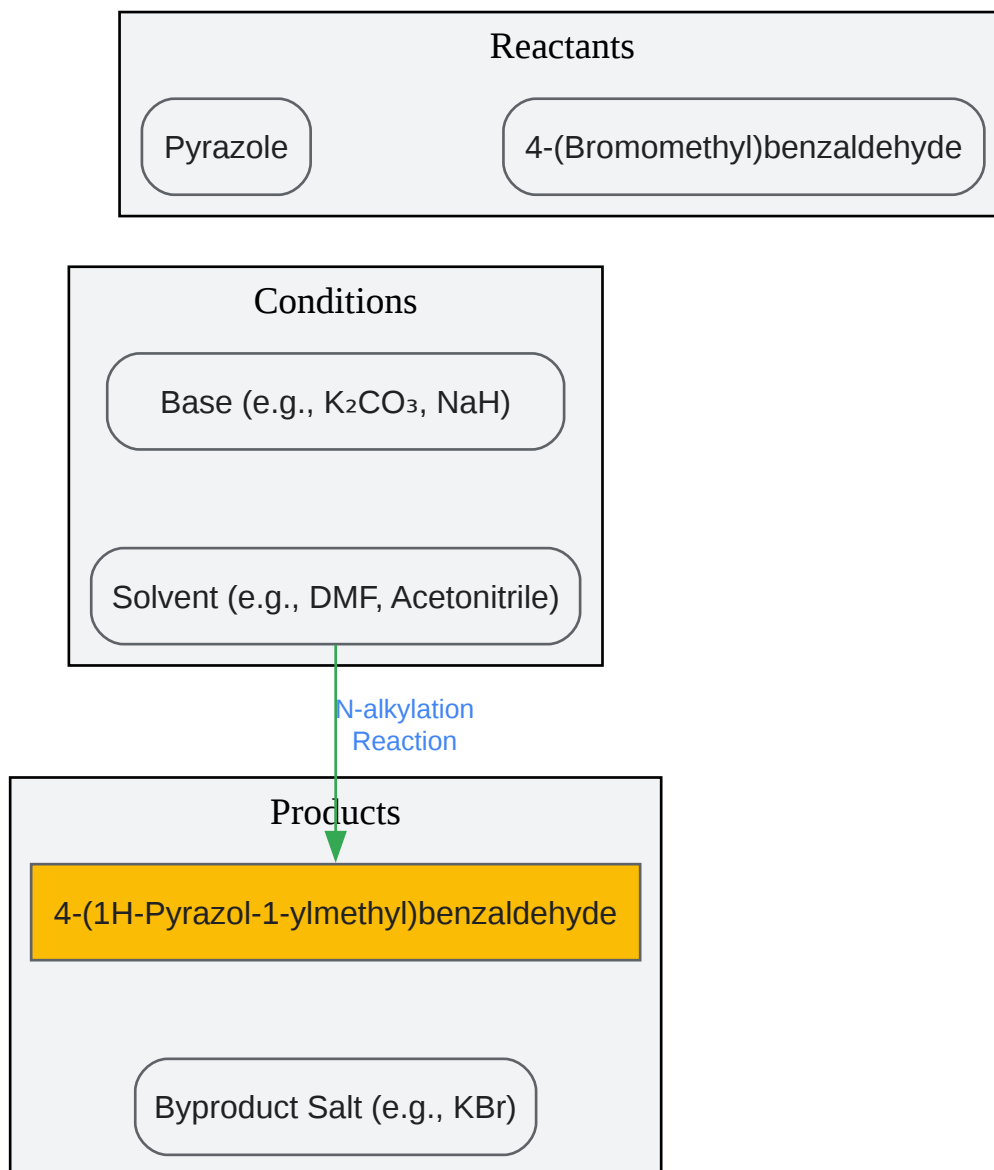 Reactants
Pyrazole
4-(Bromomethyl)benzaldehyde
Conditions
Base (e.g., K₂CO₃, NaH)
Solvent (e.g., DMF, Acetonitrile)
N-alkylation
Reaction
Products
4-(1H-Pyrazol-1-ylmethyl)benzaldehyde
Byproduct Salt (e.g., KBr)